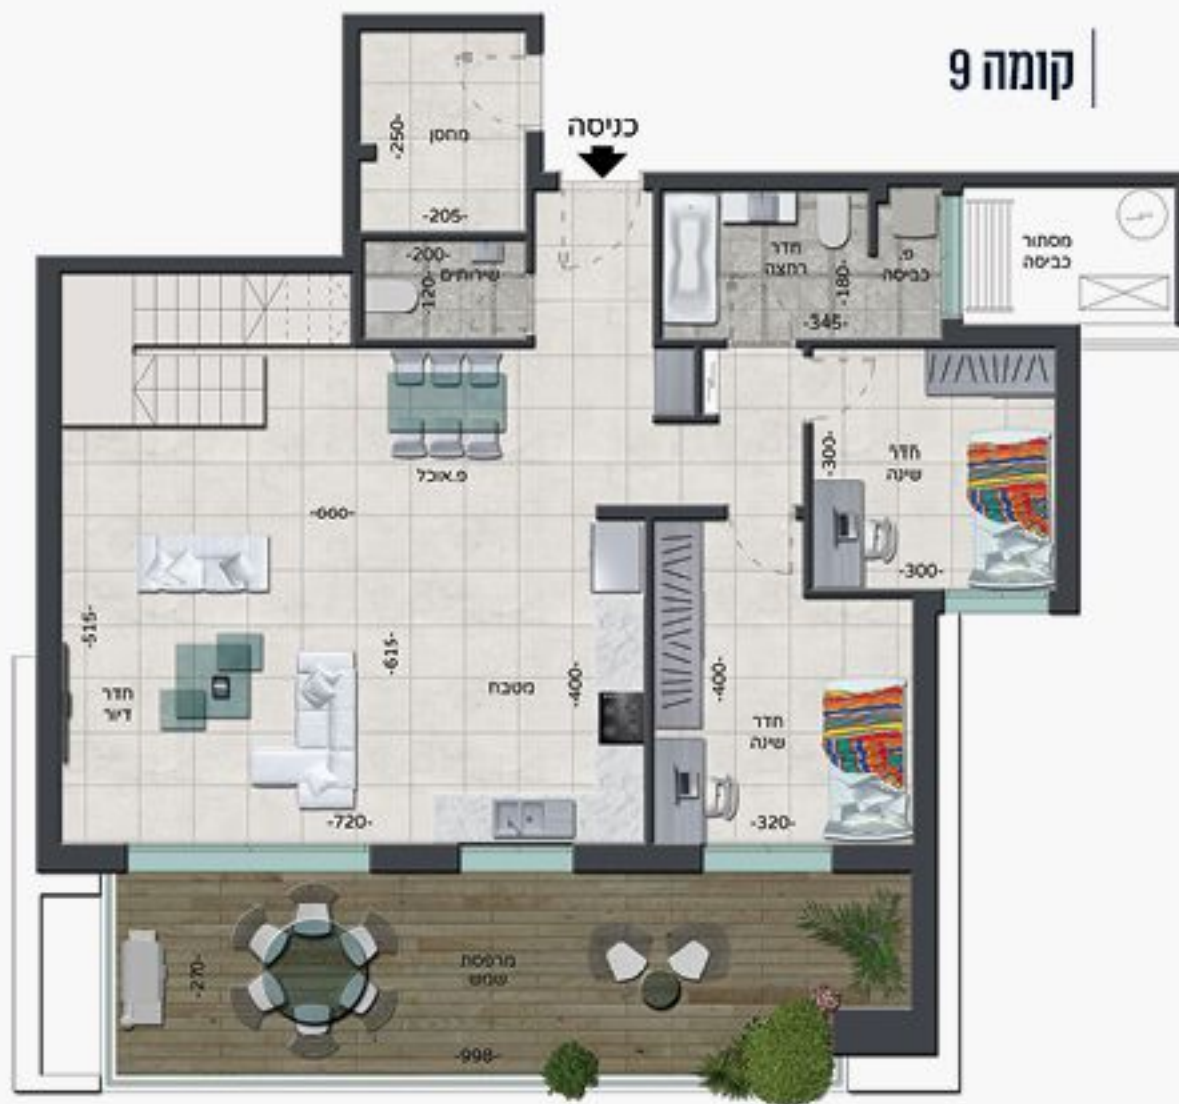 קומה 9
כניסה
-250-
מחסן
-205-
-200-
שירותים
-120-
חדר
רחצה
-180-
-345-
פ.
כביסה
מסתור
כביסה
פ.אוכל
-660-
חדר
שינה
-300-
-300-
-515-
חדר
דיור
-615-
מטבח
-400-
-720-
-400-
חדר
שינה
-320-
מרפסת
שמש
-270-
-998-